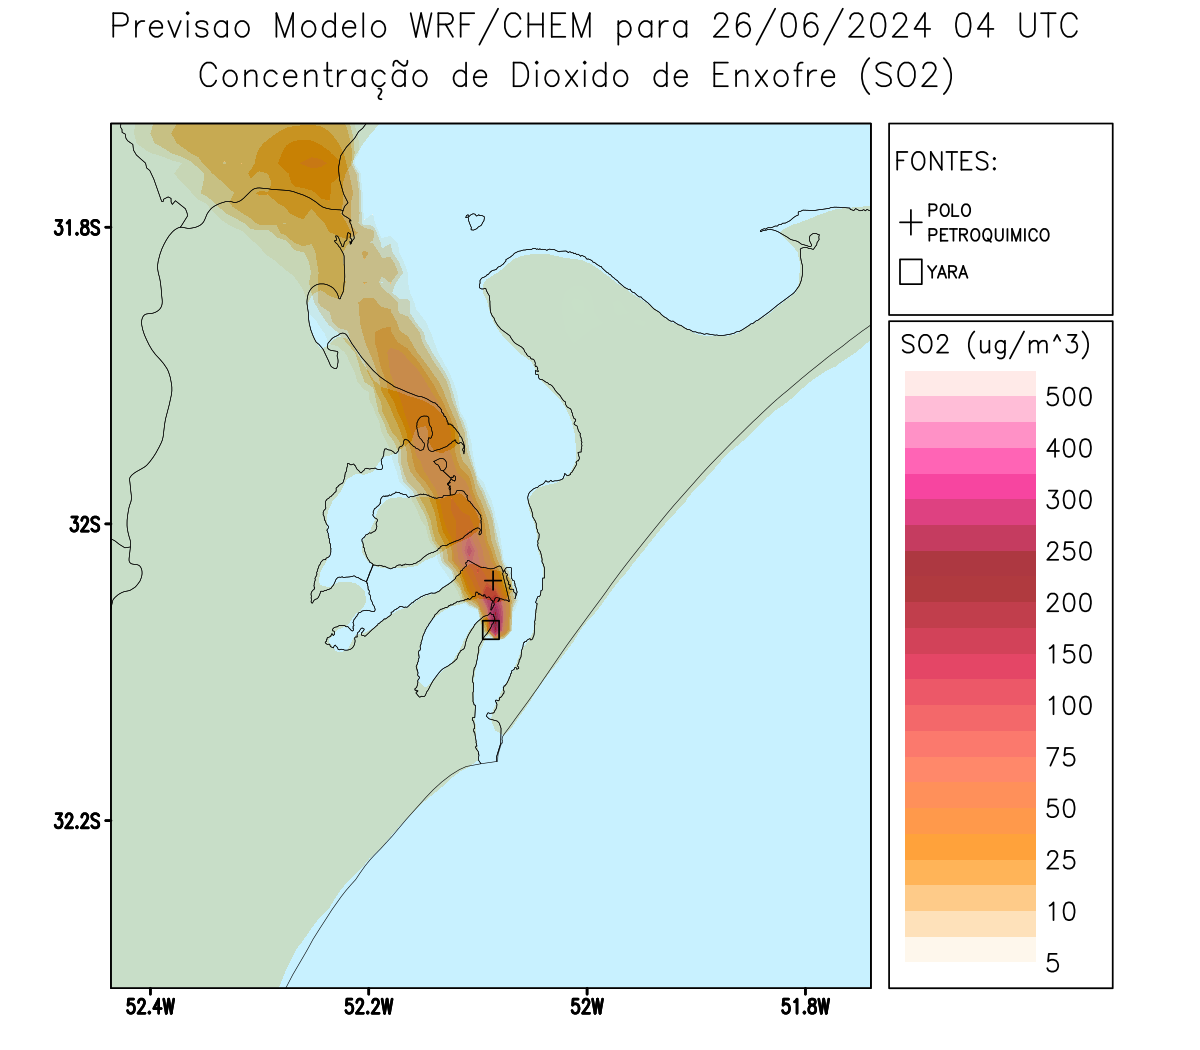 Previsao Modelo WRF/CHEM para 26/06/2024 04 UTC
Concentração de Dioxido de Enxofre (SO2)
FONTES:
POLO
PETROQUIMICO
YARA
31.8S
32S
32.2S
52.4W
52.2W
52W
51.8W
SO2 (ug/m^3)
500
400
300
250
200
150
100
75
50
25
10
5